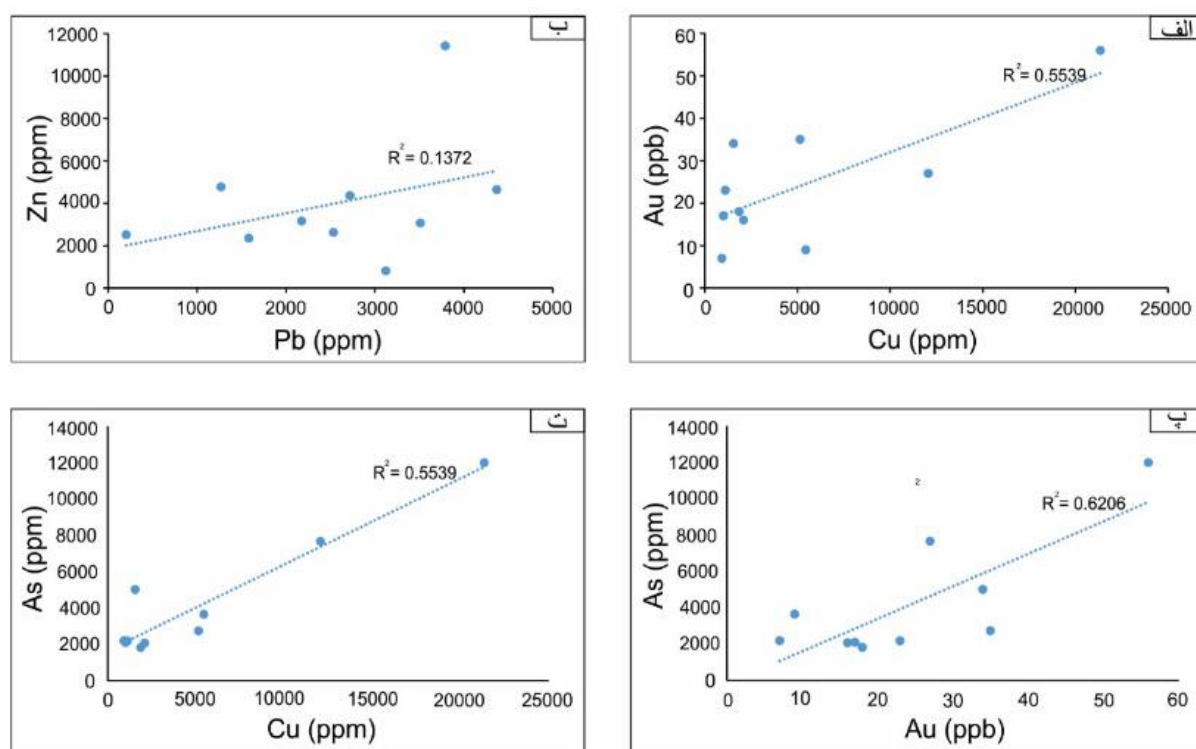 الف
60
50
40
30
20
10
0
Au (ppb)
R² = 0.5539
0 5000 10000 15000 20000 25000
Cu (ppm)
ب
12000
10000
8000
6000
4000
2000
0
Zn (ppm)
R² = 0.1372
0 1000 2000 3000 4000 5000
Pb (ppm)
پ
14000
12000
10000
8000
6000
4000
2000
0
As (ppm)
2
R² = 0.6206
0 10 20 30 40 50 60
Au (ppb)
ت
14000
12000
10000
8000
6000
4000
2000
0
As (ppm)
R² = 0.5539
0 5000 10000 15000 20000 25000
Cu (ppm)